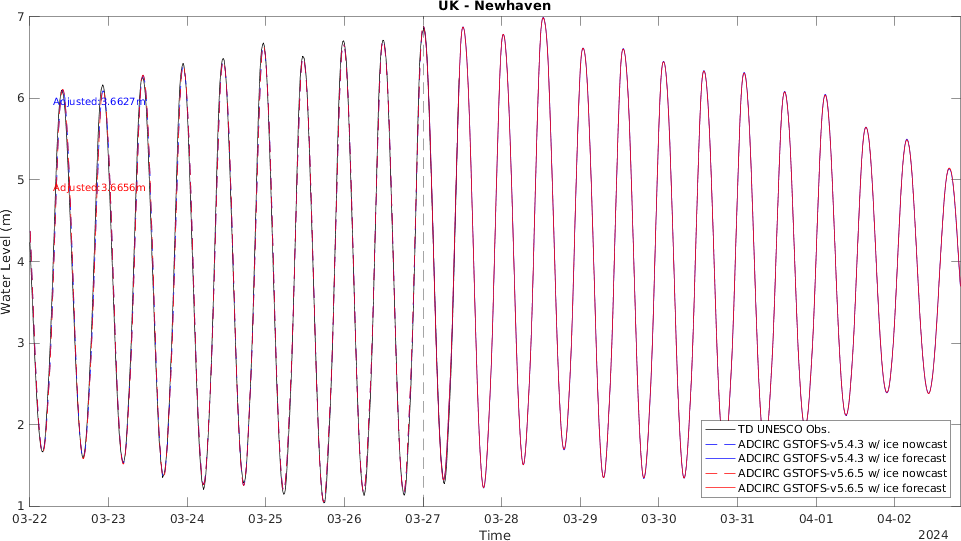 UK - Newhaven
7
6
5
4
3
2
1
Water Level (m)
Adjusted:3.6627m
Adjusted:3.6656m
TD UNESCO Obs.
ADCIRC GSTOFS-v5.4.3 w/ ice nowcast
ADCIRC GSTOFS-v5.4.3 w/ ice forecast
ADCIRC GSTOFS-v5.6.5 w/ ice nowcast
ADCIRC GSTOFS-v5.6.5 w/ ice forecast
03-22 03-23 03-24 03-25 03-26 03-27 03-28 03-29 03-30 03-31 04-01 04-02
Time
2024